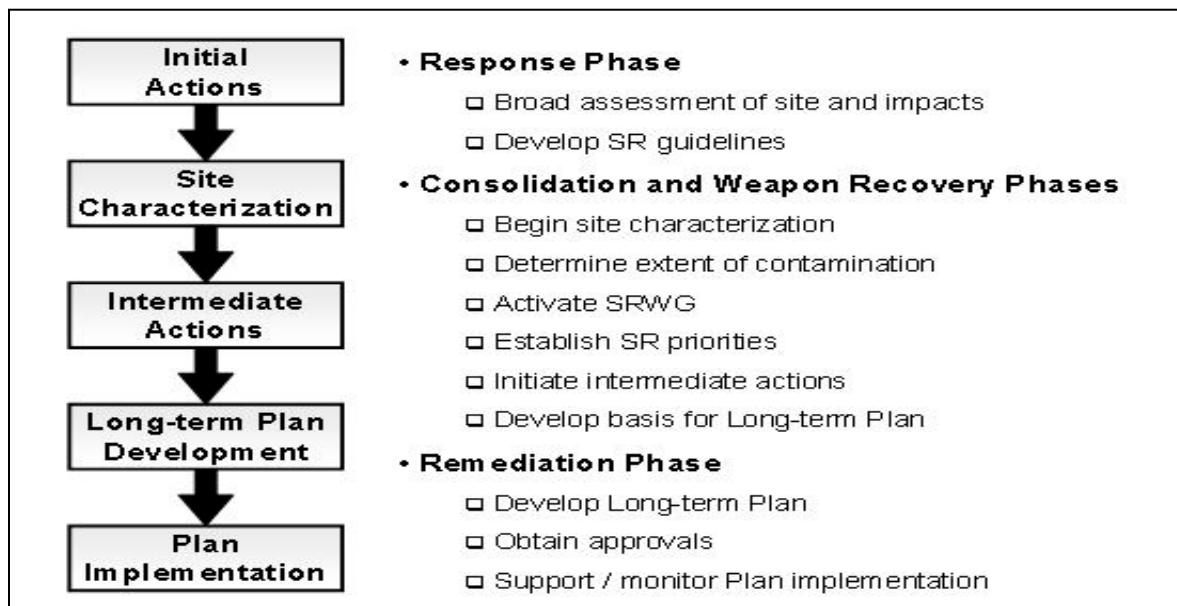 Initial
Actions
Site
Characterization
Intermediate
Actions
Long-term Plan
Development
Plan
Implementation
• Response Phase
❑ Broad assessment of site and impacts
❑ Develop SR guidelines
• Consolidation and Weapon Recovery Phases
❑ Begin site characterization
❑ Determine extent of contamination
❑ Activate SRWG
❑ Establish SR priorities
❑ Initiate intermediate actions
❑ Develop basis for Long-term Plan
• Remediation Phase
❑ Develop Long-term Plan
❑ Obtain approvals
❑ Support / monitor Plan implementation